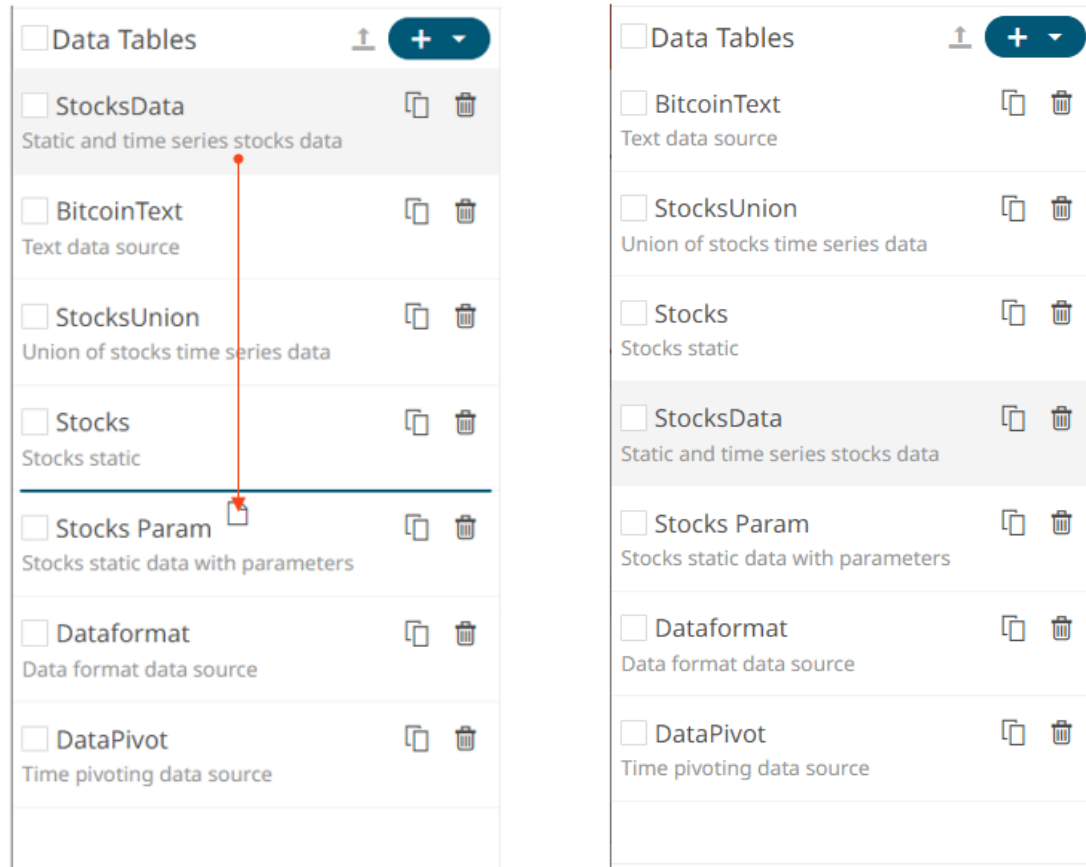 Data Tables
StocksData
Static and time series stocks data
BitcoinText
Text data source
StocksUnion
Union of stocks time series data
Stocks
Stocks static
Stocks Param
Stocks static data with parameters
Dataformat
Data format data source
DataPivot
Time pivoting data source
Data Tables
BitcoinText
Text data source
StocksUnion
Union of stocks time series data
Stocks
Stocks static
StocksData
Static and time series stocks data
Stocks Param
Stocks static data with parameters
Dataformat
Data format data source
DataPivot
Time pivoting data source